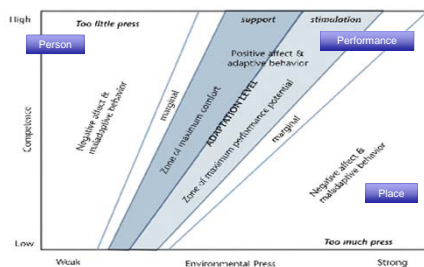 High
Too little press
support
stimulation
Person
Performance
Positive affect &
adaptive behavior
Negative affect &
maladaptive behavior
marginal
Zone of maximum comfort
ADAPTATION LEVEL
Zone of maximum performance potential
marginal
Negative affect &
maladaptive behavior
Competence
Place
Low
Too much press
Weak
Environmental Press
Strong